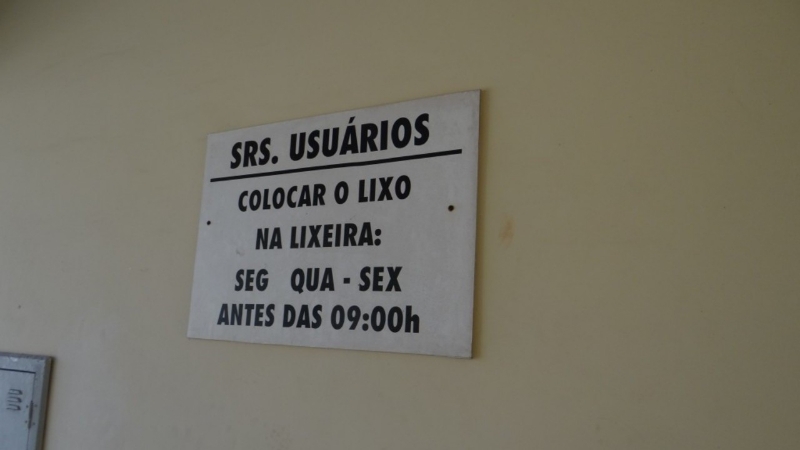 SRS. USUÁRIOS
COLOCAR O LIXO
NA LIXEIRA:
SEG QUA - SEX
ANTES DAS 09:00h